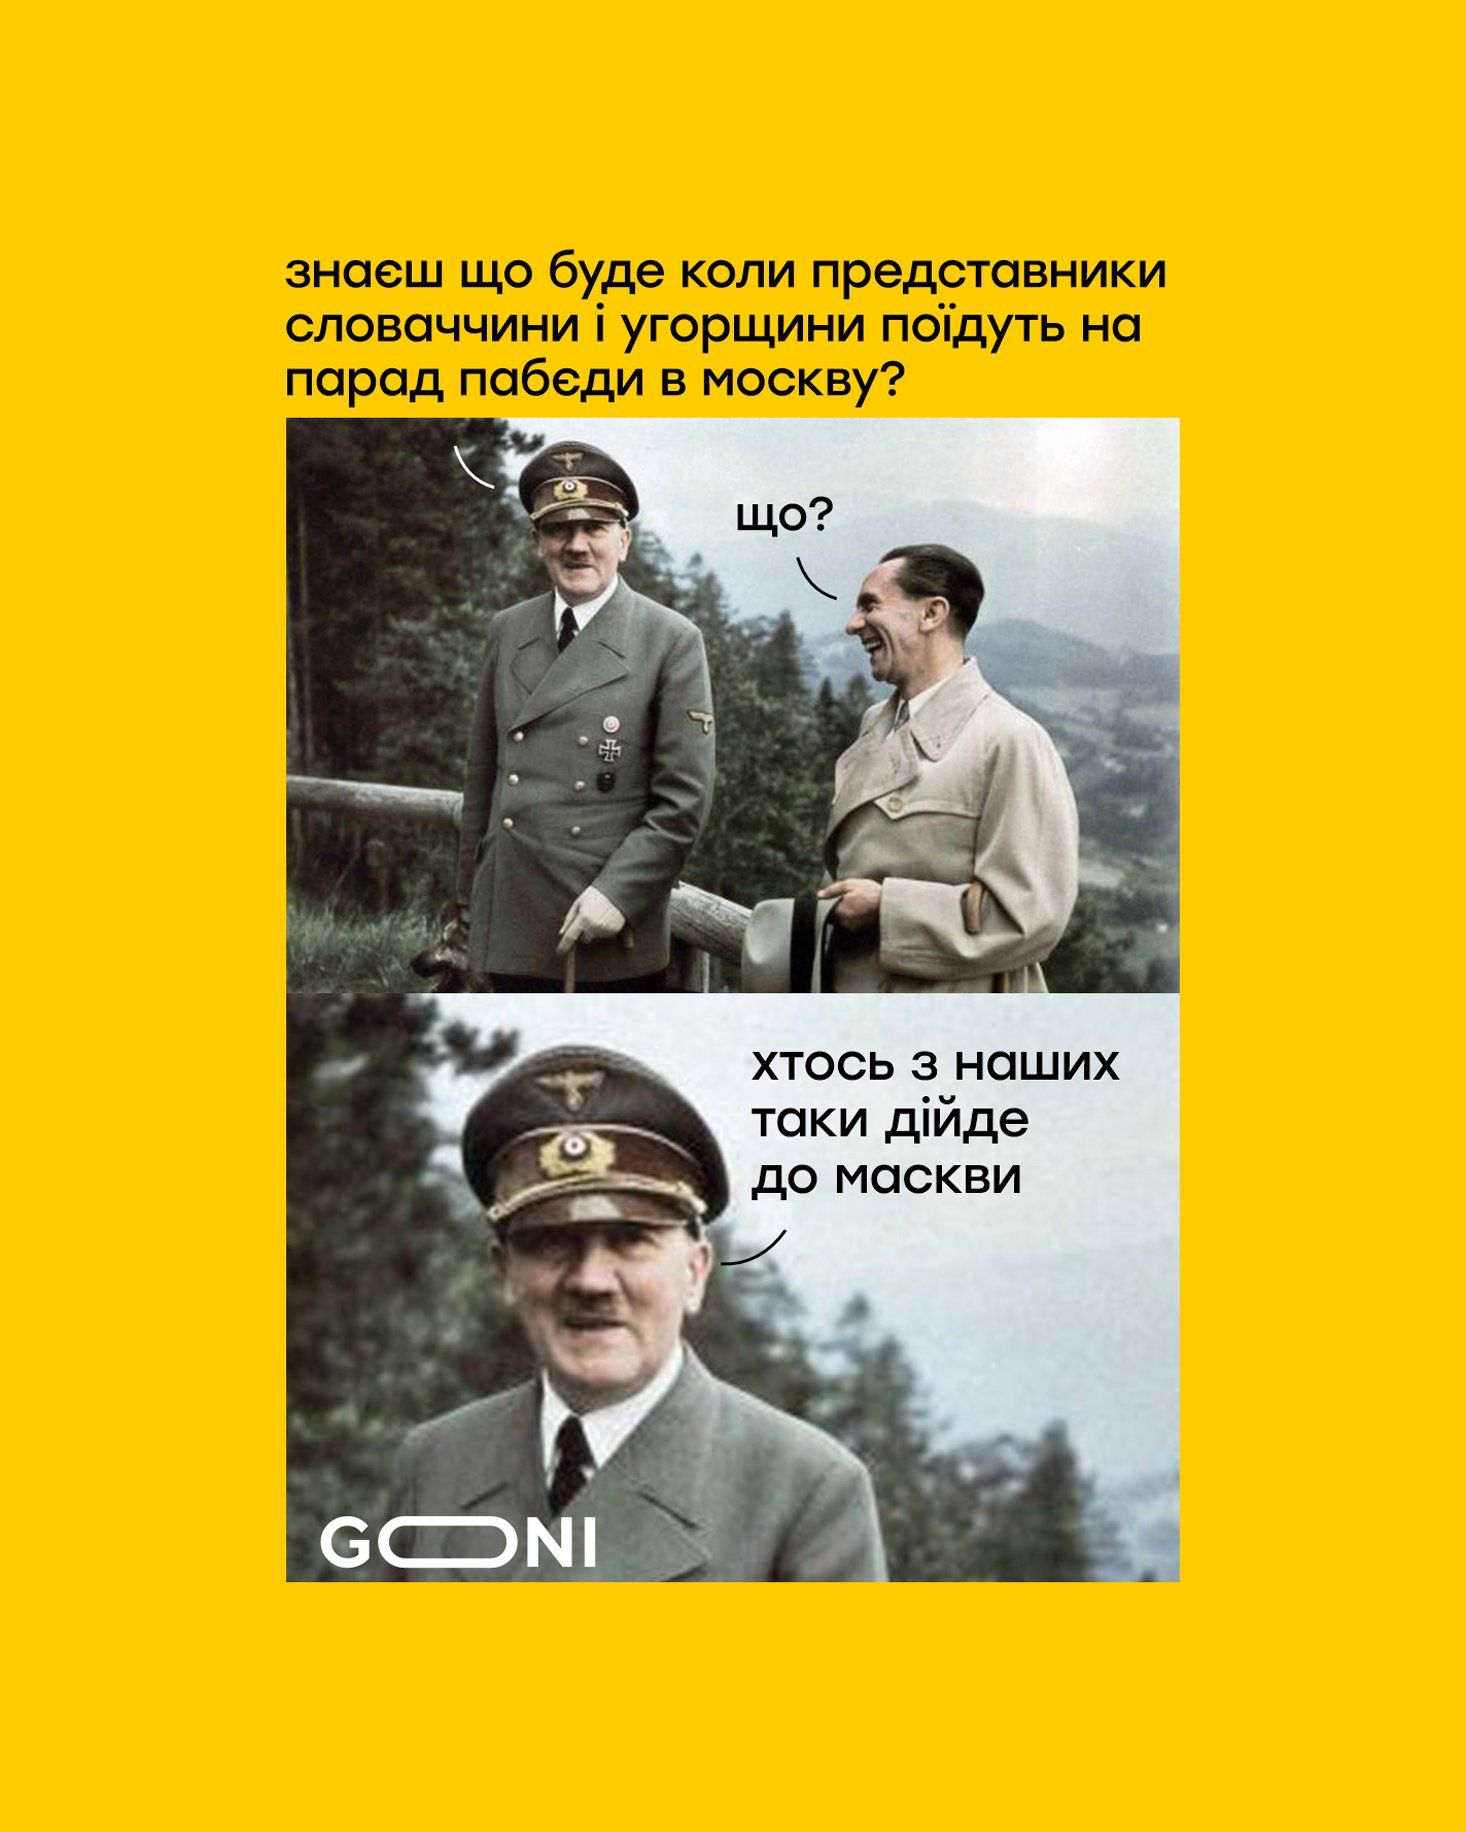 знаєш що буде коли представники
словаччини і угорщини поїдуть на
парад пабєди в москву?
що?
хтось з наших
таки дійде
до маскви
GONI